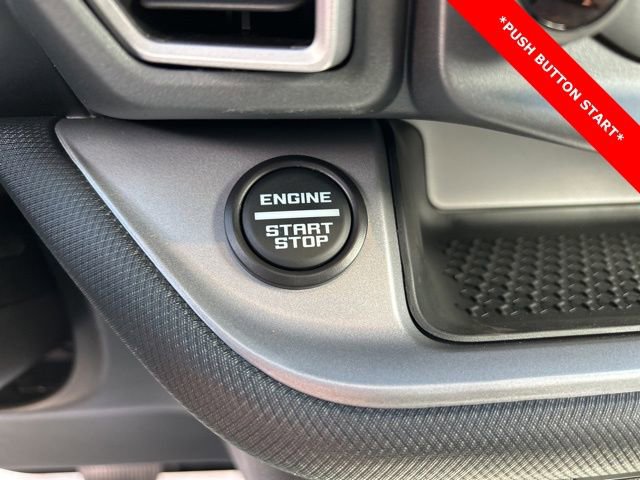 *PUSH BUTTON START*
ENGINE
START
STOP